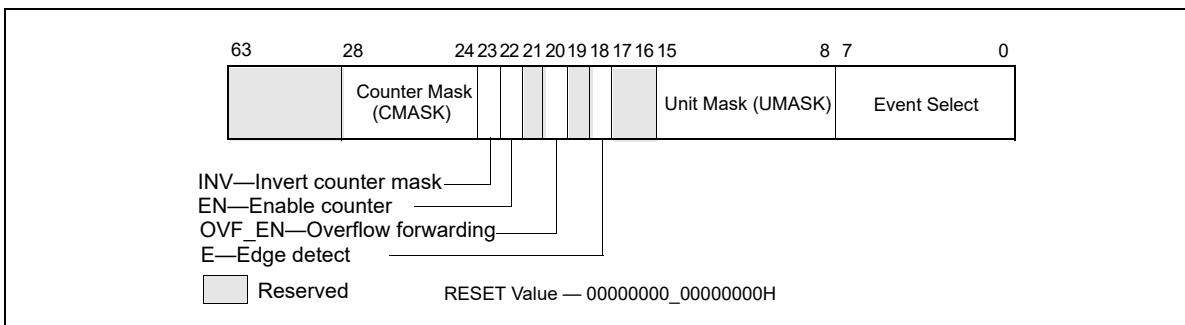 63 28 24 23 22 21 20 19 18 17 16 15 8 7 0
Counter Mask
(CMASK)
Unit Mask (UMASK)
Event Select
INV—Invert counter mask
EN—Enable counter
OVF_EN—Overflow forwarding
E—Edge detect
Reserved
RESET Value — 00000000_00000000H